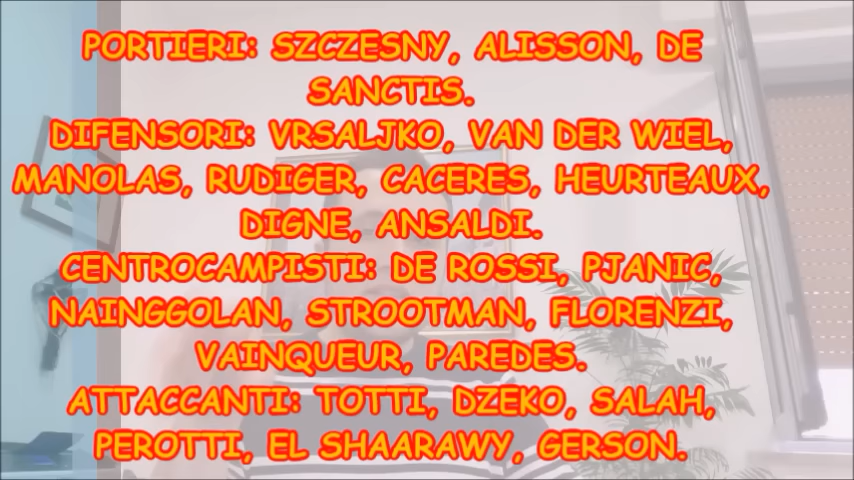 PORTIERI: SZCZESNY, ALISSON, DE
SANCTIS.
DIFENSORI: VRSALJKO, VAN DER WIEL,
MANOLAS, RUDIGER, CACERES, HEURTEAUX,
DIGNE, ANSALDI.
CENTROCAMPISTI: DE ROSSI, PJANIC,
NAINGGOLAN, STROOTMAN, FLORENZI,
VAINQUEUR, PAREDES.
ATTACCANTI: TOTTI, DZEKO, SALAH,
PEROTTI, EL SHAARAWY, GERSON.